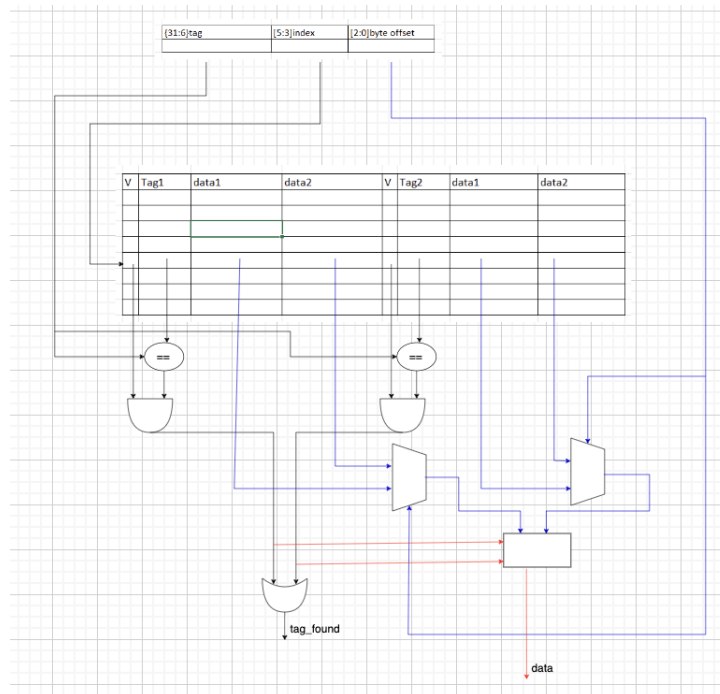 {31:6]tag [5:3]index [2:0]byte offset
V Tag1 data1 data2 V Tag2 data1 data2
== ==
tag_found
data